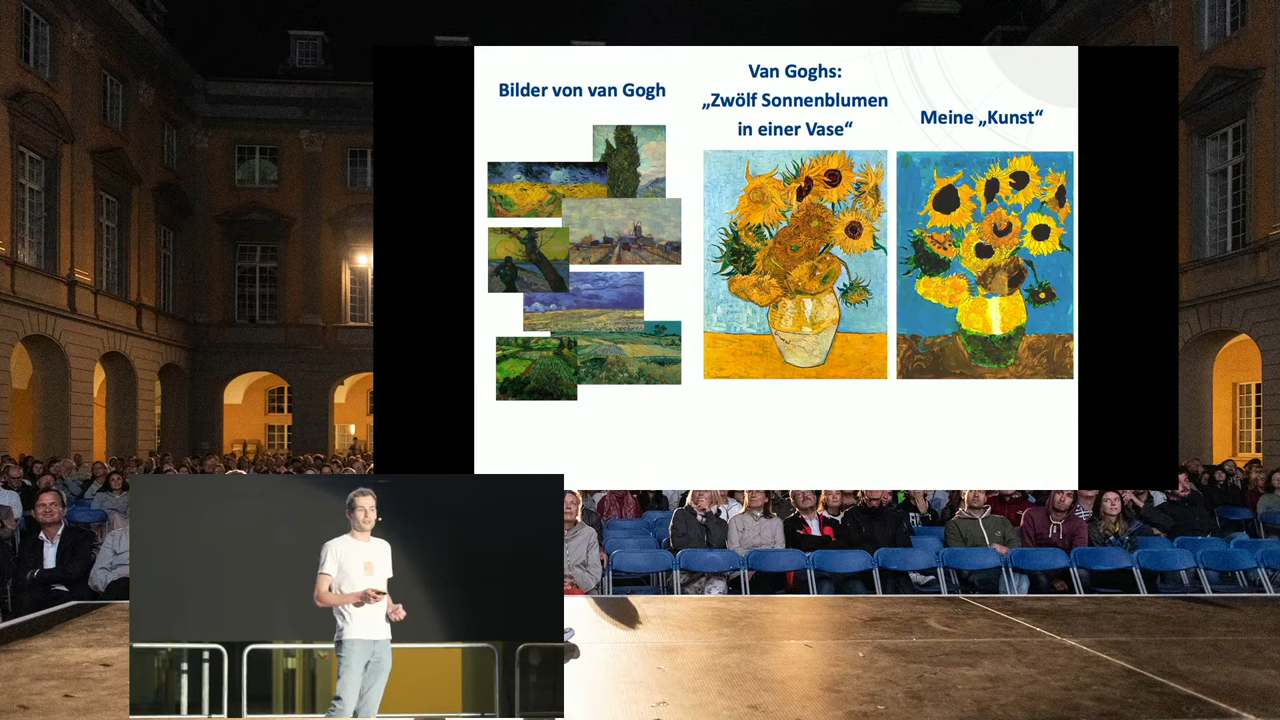 Bilder von van Gogh
Van Goghs:
„Zwölf Sonnenblumen
in einer Vase“
Meine „Kunst“